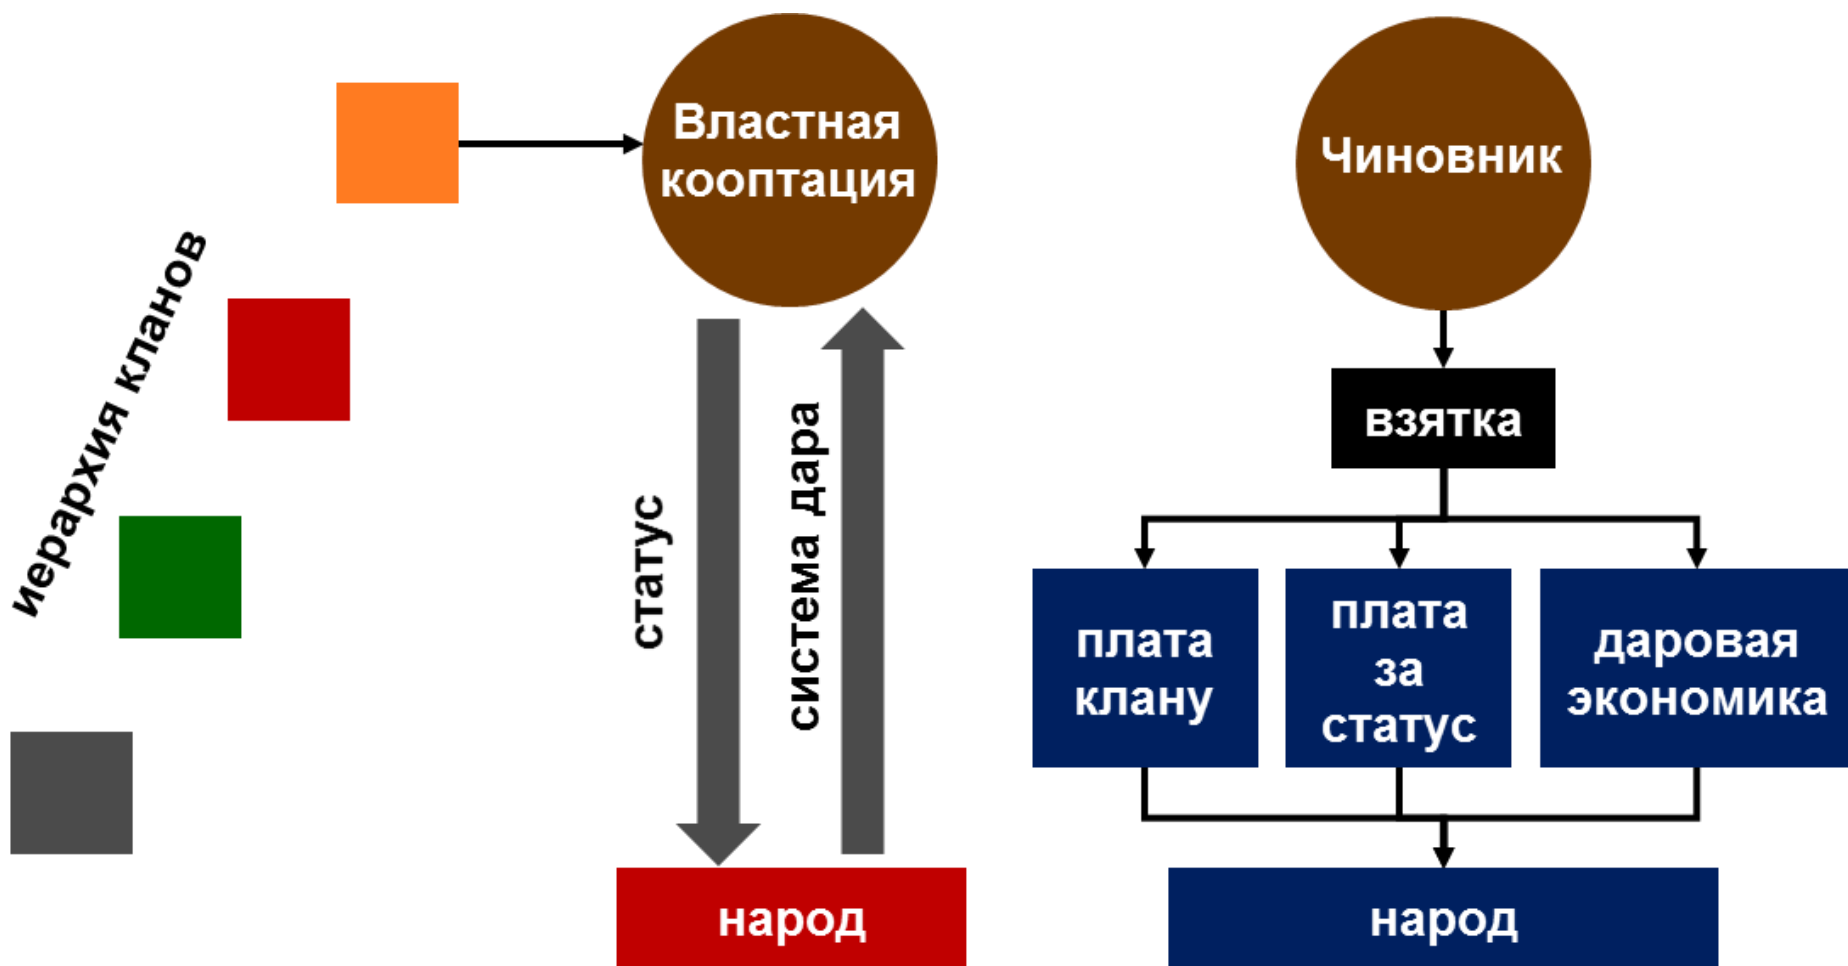 Властная
кооптация
иерархия кланов
статус
система дара
народ
Чиновник
взятка
плата
клану
плата
за
статус
даровая
экономика
народ